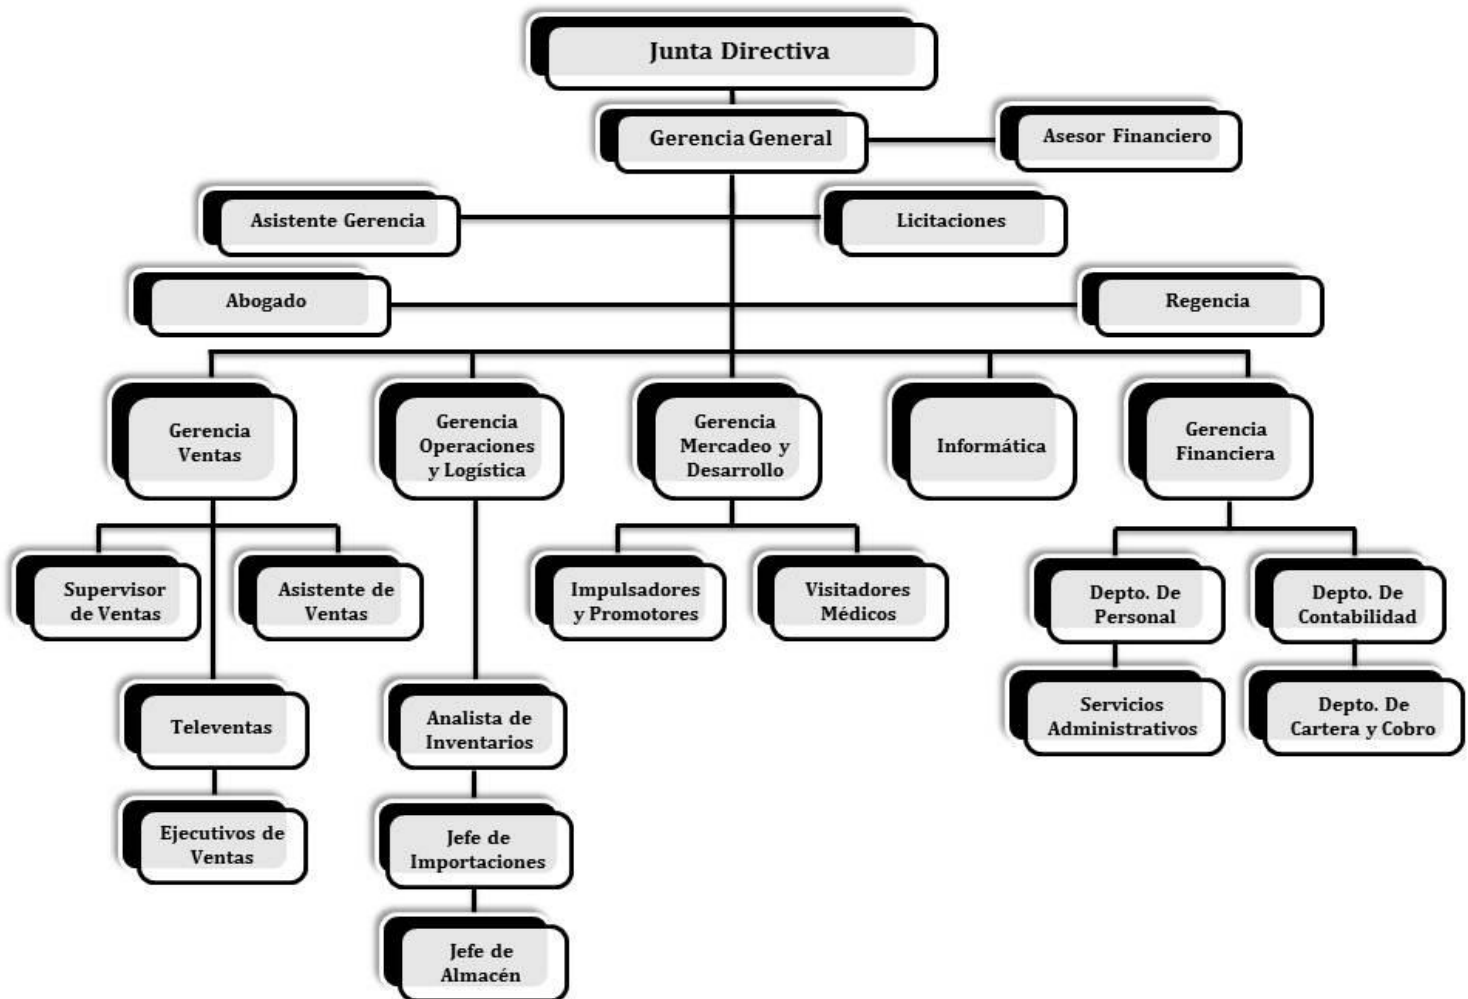 Junta Directiva
Gerencia General
Asesor Financiero
Asistente Gerencia
Licitaciones
Abogado
Regencia
Gerencia
Ventas
Gerencia
Operaciones
y Logística
Gerencia
Mercadeo y
Desarrollo
Informática
Gerencia
Financiera
Supervisor
de Ventas
Asistente de
Ventas
Impulsadores
y Promotores
Visitadores
Médicos
Depto. De
Personal
Depto. De
Contabilidad
Televentas
Analista de
Inventarios
Servicios
Administrativos
Depto. De
Cartera y Cobro
Ejecutivos de
Ventas
Jefe de
Importaciones
Jefe de
Almacén